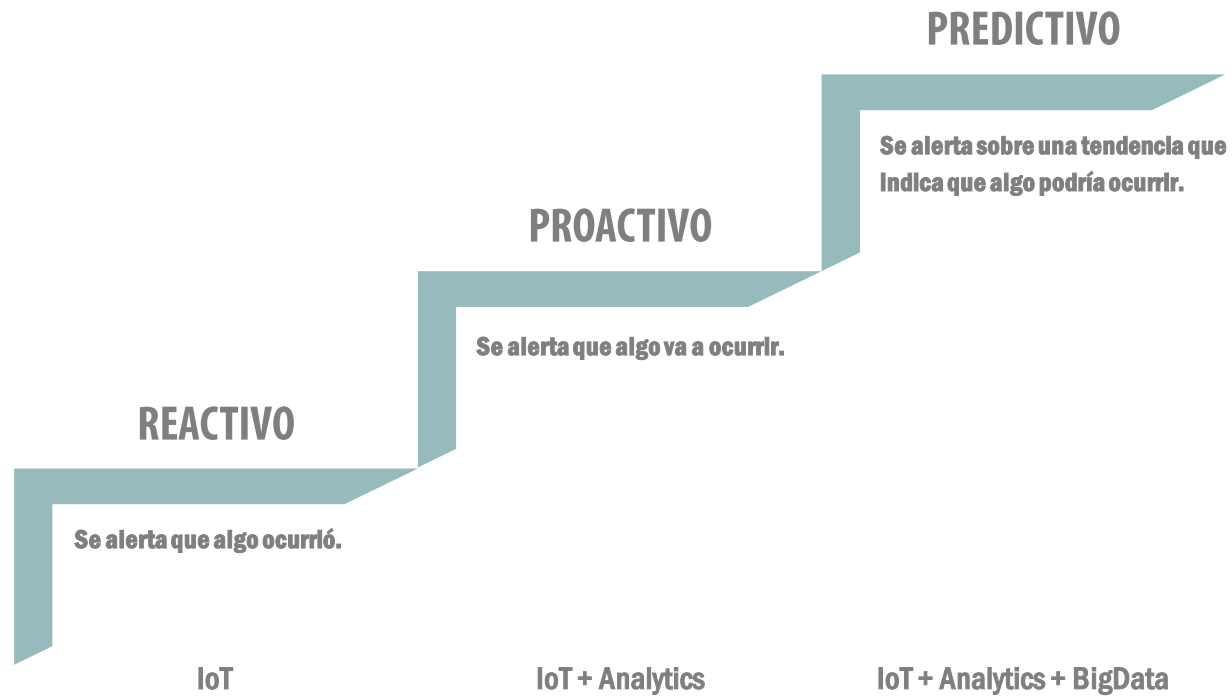 PREDICTIVO
Se alerta sobre una tendencia que
indica que algo podría ocurrir.
PROACTIVO
Se alerta que algo va a ocurrir.
REACTIVO
Se alerta que algo ocurrió.
IoT
IoT + Analytics
IoT + Analytics + BigData